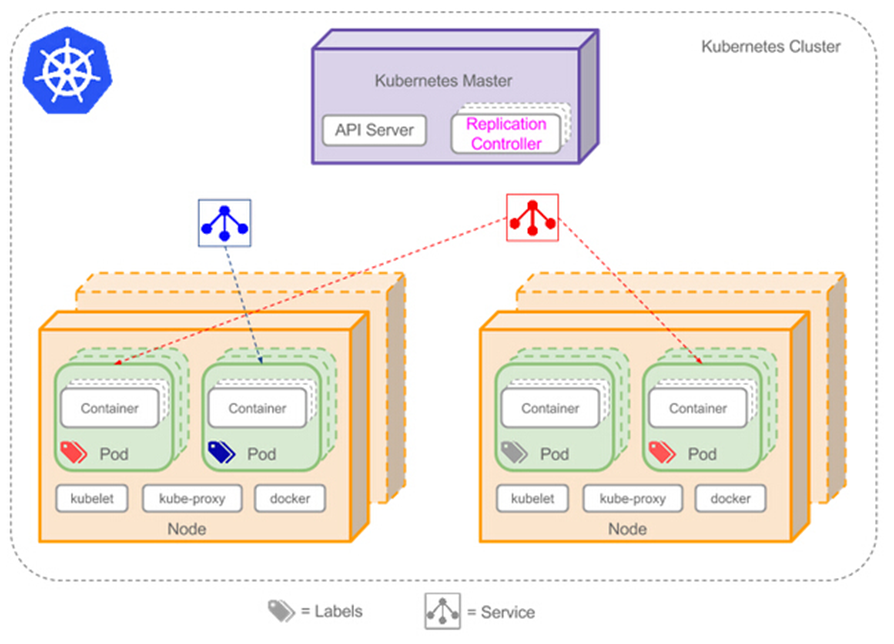 Kubernetes Cluster
Kubernetes Master
API Server
Replication
Controller
Container
Pod
Container
Pod
kubelet
kube-proxy
docker
Node
Container
Pod
Container
Pod
kubelet
kube-proxy
docker
Node
= Labels
= Service